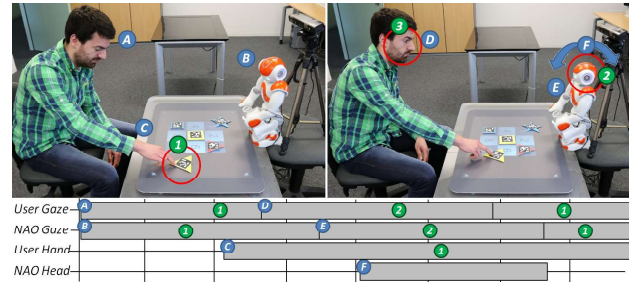 A
B
C
1
3
D
F
E
2
User Gaze A 1 D 2 1
NAO Gaze B 1 E 2 1
User Hand C 1
NAO Head F